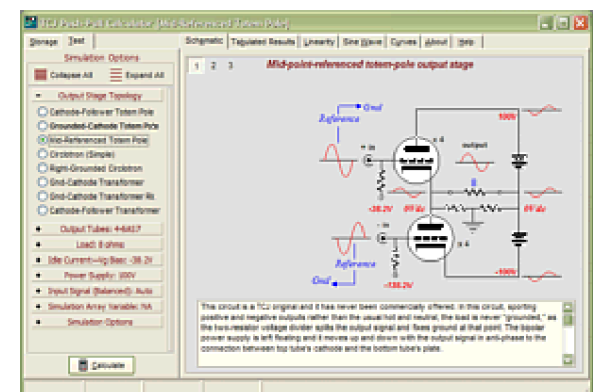 TCJ Push-Pull Calculator [Mid-Referenced Totem Pole]
Storage Test
Simulation Options
Collapse All Expand All
Output Stage Topology
Cathode-Follower Totem Pole
Grounded-Cathode Totem Pole
Mid-Referenced Totem Pole
Circlotron (Simple)
Right-Grounded Circlotron
Gnd-Cathode Transformer
Gnd-Cathode Transformer Rk
Cathode-Follower Transformer
Output Tubes: 4-6AS7
Load: 8 ohms
Idle Current=Vg Bias: -38.2V
Power Supply: 100V
Input Signal (Balanced): Auto
Simulation Array Variable: NA
Simulation Options
Calculate
Schematic Tabulated Results Linearity Sine Wave Curves About Help
1 2 3 Mid-point-referenced totem-pole output stage
Gnd
Reference
100V
+ in
x 4
output
8
-38.2V 0Vdc 0Vdc
- in
x 4
Reference
Gnd
-138.2V
-100V
This circuit is a TCJ original and it has never been commercially offered. In this circuit, sporting
positive and negative outputs rather than the usual hot and neutral, the load is never "grounded," as
the two-resistor voltage divider splits the output signal and fixes ground at that point. The bipolar
power supply is left floating and it moves up and down with the output signal in anti-phase to the
connection between top tube's cathode and the bottom tube's plate.